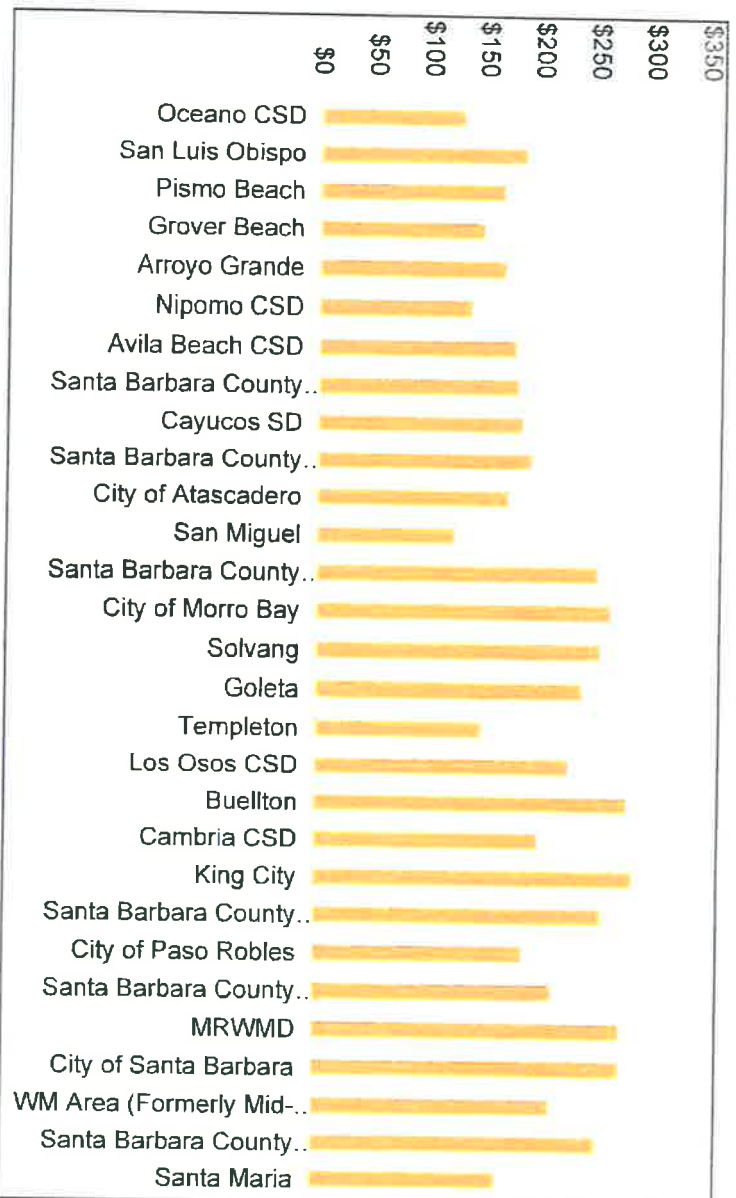 $0
$50
$100
$150
$200
$250
$300
$350
Oceano CSD
San Luis Obispo
Pismo Beach
Grover Beach
Arroyo Grande
Nipomo CSD
Avila Beach CSD
Santa Barbara County..
Cayucos SD
Santa Barbara County..
City of Atascadero
San Miguel
Santa Barbara County..
City of Morro Bay
Solvang
Goleta
Templeton
Los Osos CSD
Buellton
Cambria CSD
King City
Santa Barbara County..
City of Paso Robles
Santa Barbara County..
MRWMD
City of Santa Barbara
WM Area (Formerly Mid-..
Santa Barbara County..
Santa Maria